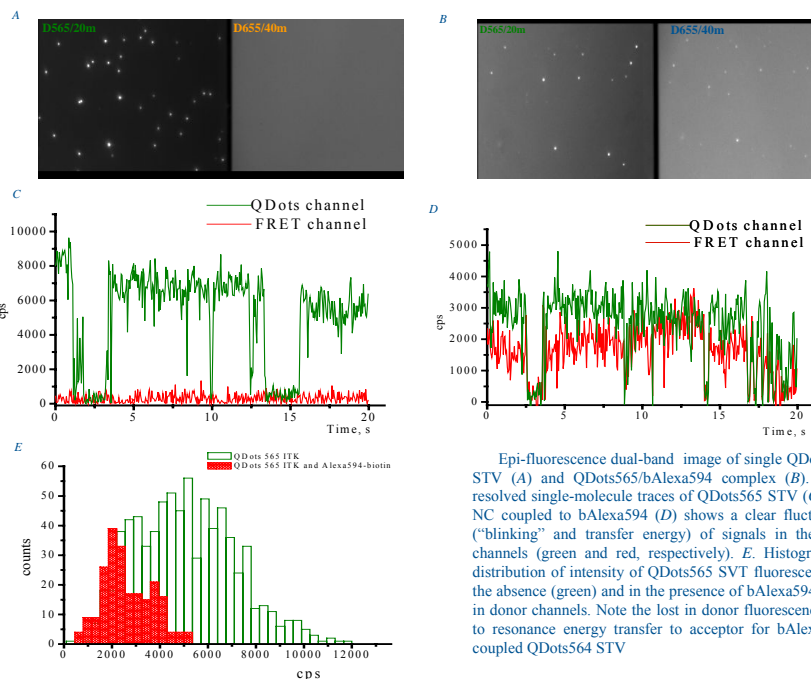 A
B
D565/20m
D655/40m
D565/20m
D655/40m
C
QDots channel
FRET channel
10000
8000
6000
4000
2000
0
cps
0
5
10
15
20
Time, s
D
QDots channel
FRET channel
5000
4000
3000
2000
1000
0
cps
0
5
10
15
20
Time, s
E
QDots 565 ITK
QDots 565 ITK and Alexa594-biotin
60
50
40
30
20
10
0
counts
0
2000
4000
6000
8000
10000
12000
cps
Epi-fluorescence dual-band image of single
STV (A) and QDots565/bAlexa594 complex (B).
resolved single-molecule traces of QDots565 STV
NC coupled to bAlexa594 (D) shows a clear
("blinking" and transfer energy) of signals in the
channels (green and red, respectively). E.
distribution of intensity of QDots565 SVT
the absence (green) and in the presence of
in donor channels. Note the lost in donor
to resonance energy transfer to acceptor for
coupled QDots564 STV